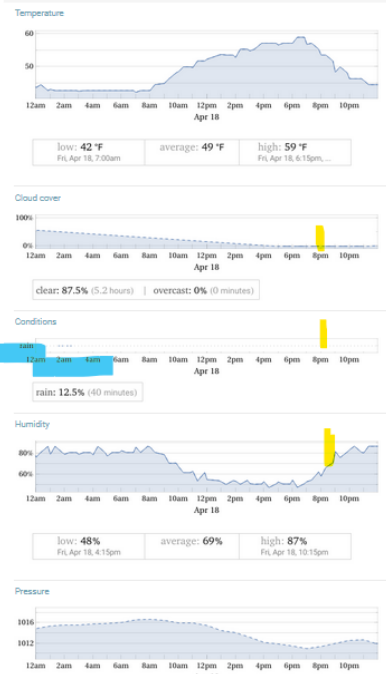 Temperature
60
50
12am 2am 4am 6am 8am 10am 12pm 2pm 4pm 6pm 8pm 10pm
Apr 18
low: 42 °F average: 49 °F high: 59 °F
Fri, Apr 18, 7:00am Fri, Apr 18, 6:15pm, ...
Cloud cover
100%
0%
12am 2am 4am 6am 8am 10am 12pm 2pm 4pm 6pm 8pm 10pm
Apr 18
clear: 87.5% (5.2 hours) | overcast: 0% (0 minutes)
Conditions
rain
12am 2am 4am 6am 8am 10am 12pm 2pm 4pm 6pm 8pm 10pm
Apr 18
rain: 12.5% (40 minutes)
Humidity
80%
60%
12am 2am 4am 6am 8am 10am 12pm 2pm 4pm 6pm 8pm 10pm
Apr 18
low: 48% average: 69% high: 87%
Fri, Apr 18, 4:15pm Fri, Apr 18, 10:15pm
Pressure
1016
1012
12am 2am 4am 6am 8am 10am 12pm 2pm 4pm 6pm 8pm 10pm